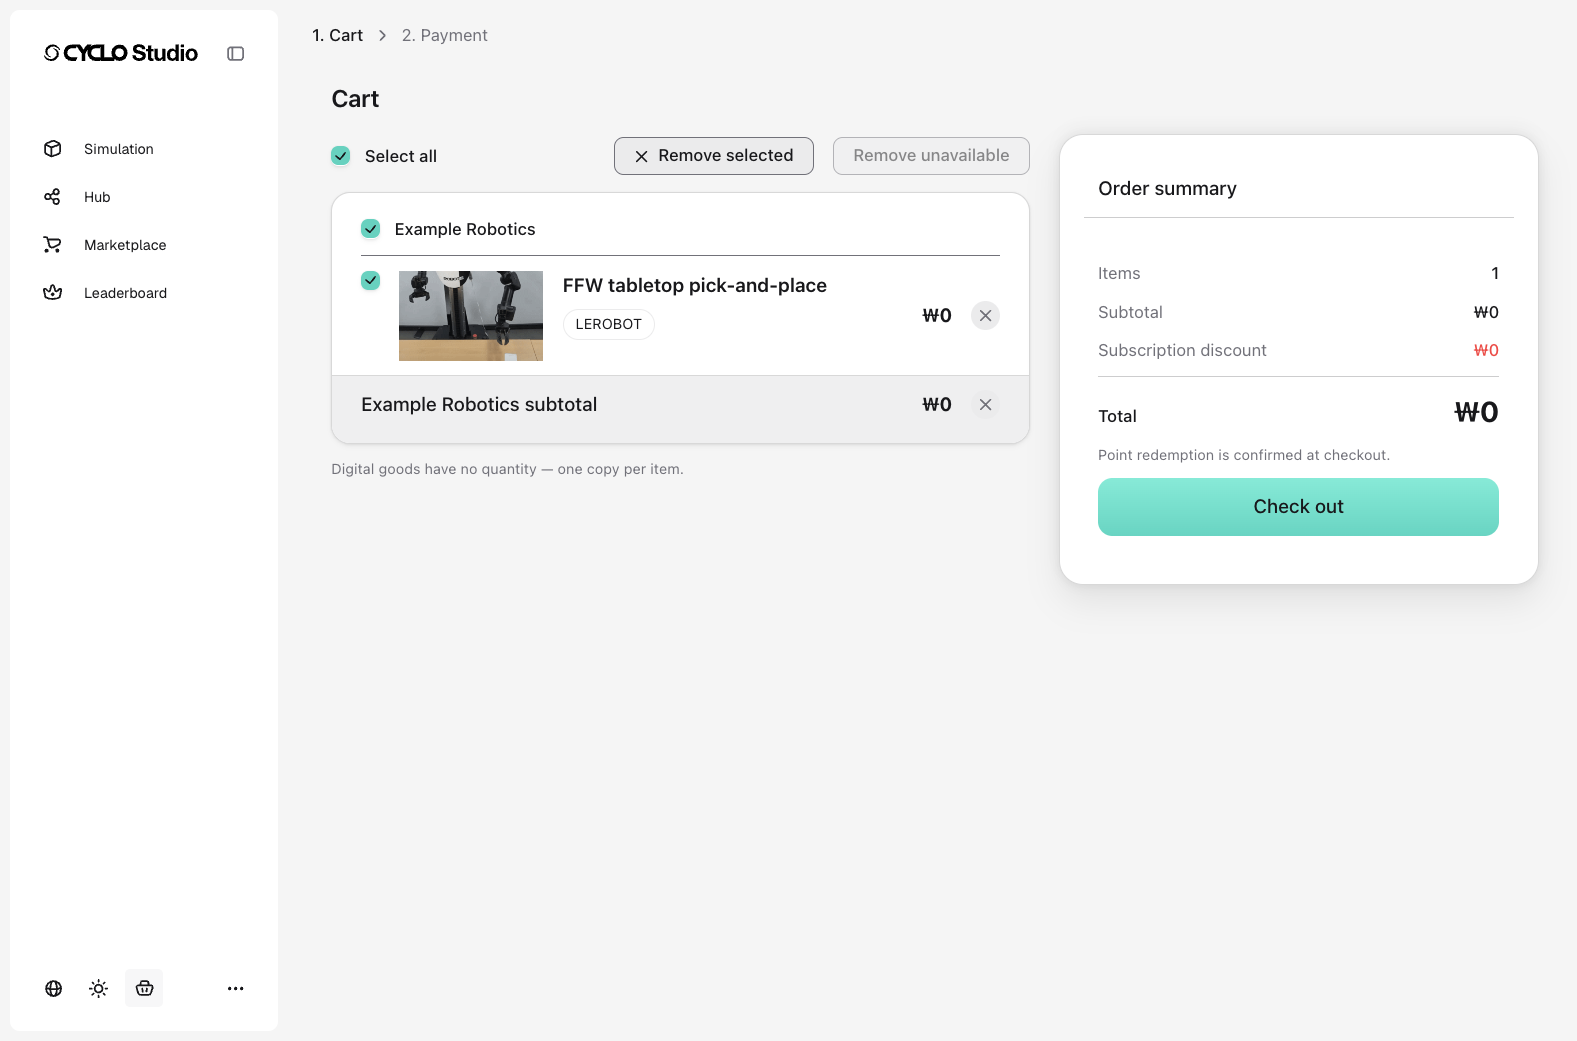 CYCLO Studio
Simulation
Hub
Marketplace
Leaderboard
1. Cart
2. Payment
Cart
Select all
Remove selected
Remove unavailable
Example Robotics
FFW tabletop pick-and-place
LEROBOT
₩0
Example Robotics subtotal
₩0
Digital goods have no quantity — one copy per item.
Order summary
Items 1
Subtotal ₩0
Subscription discount ₩0
Total ₩0
Point redemption is confirmed at checkout.
Check out